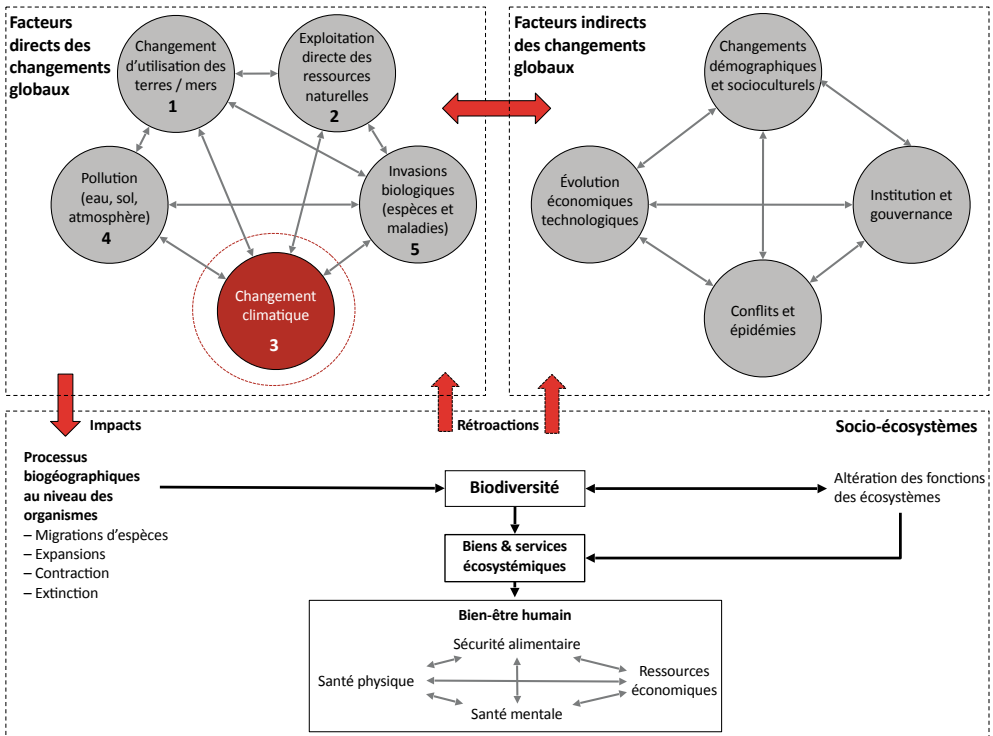 Facteurs
directs des
changements
globaux
Changement
d'utilisation des
terres / mers
1
Exploitation
directe des
ressources
naturelles
2
Pollution
(eau, sol,
atmosphère)
4
Invasions
biologiques
(espèces et
maladies)
5
Changement
climatique
3
Facteurs indirects
des changements
globaux
Changements
démographiques
et socioculturels
Évolution
économiques
technologiques
Institution et
gouvernance
Conflits et
épidémies
Impacts
Rétroactions
Socio-écosystèmes
Processus
biogéographiques
au niveau des
organismes
– Migrations d'espèces
– Expansions
– Contraction
– Extinction
Biodiversité
Altération des fonctions
des écosystèmes
Biens & services
écosystémiques
Bien-être humain
Sécurité alimentaire
Santé physique
Ressources
économiques
Santé mentale